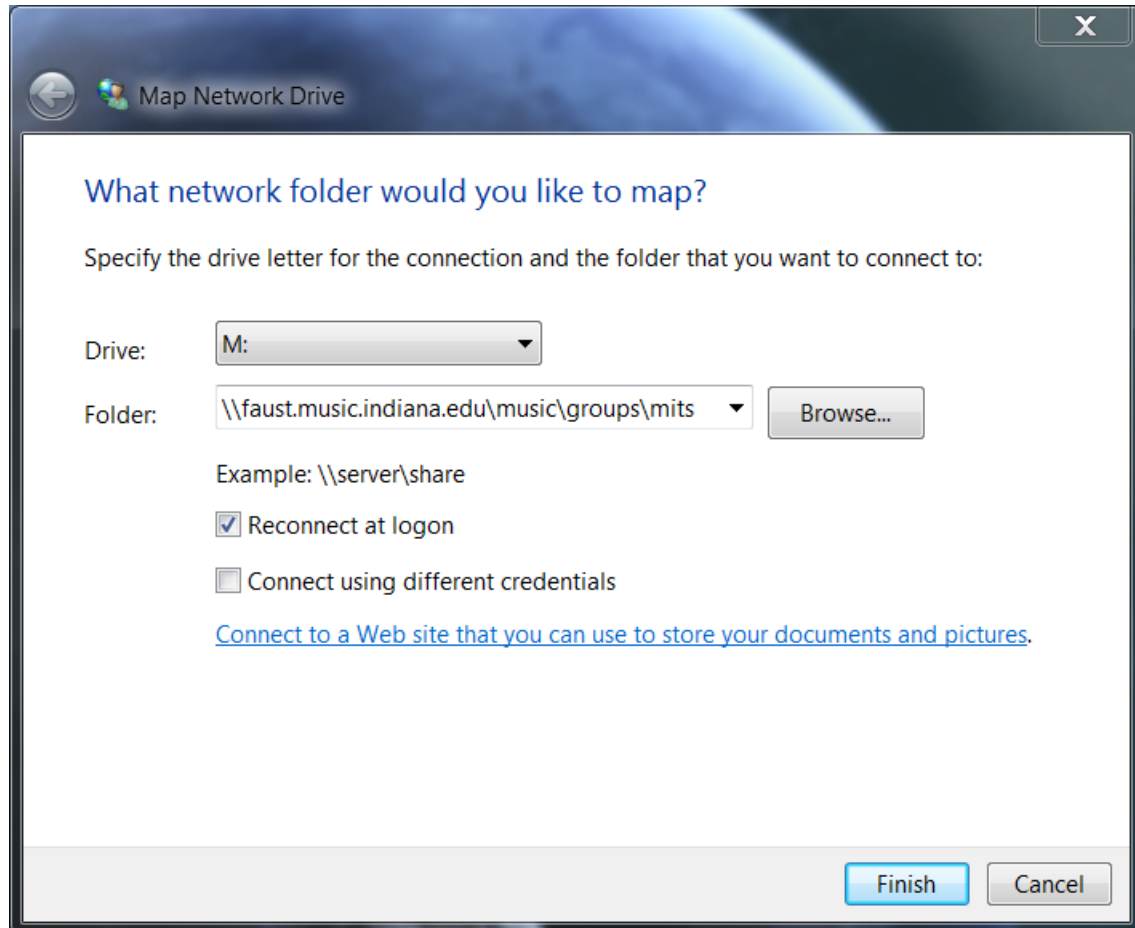 X
Map Network Drive
What network folder would you like to map?
Specify the drive letter for the connection and the folder that you want to connect to:
Drive: M:
Folder: \\faust.music.indiana.edu\music\groups\mits Browse...
Example: \\server\share
Reconnect at logon
Connect using different credentials
Connect to a Web site that you can use to store your documents and pictures.
Finish Cancel